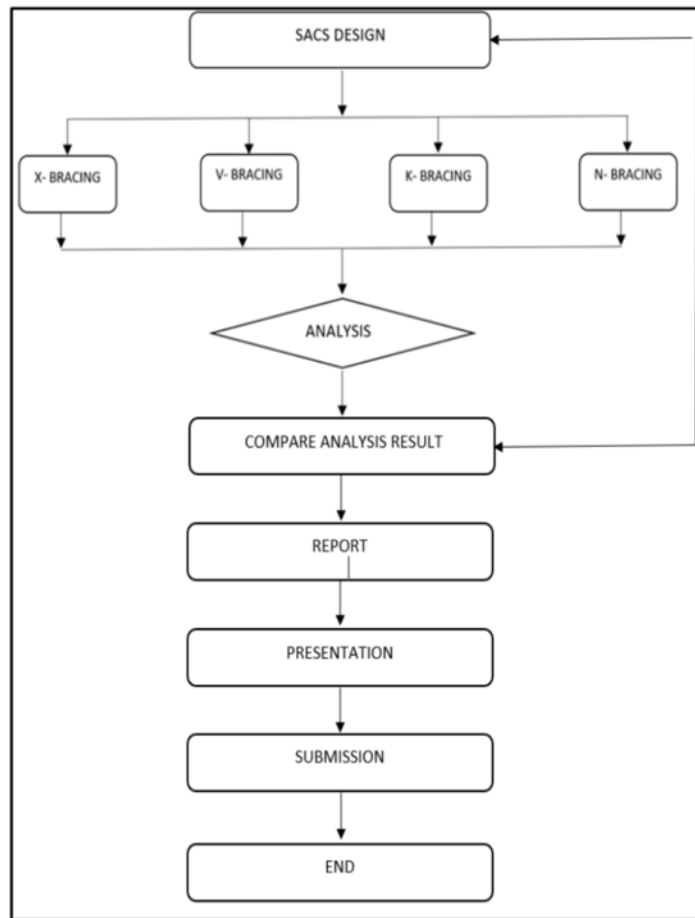 SACS DESIGN
X- BRACING
V- BRACING
K- BRACING
N- BRACING
ANALYSIS
COMPARE ANALYSIS RESULT
REPORT
PRESENTATION
SUBMISSION
END